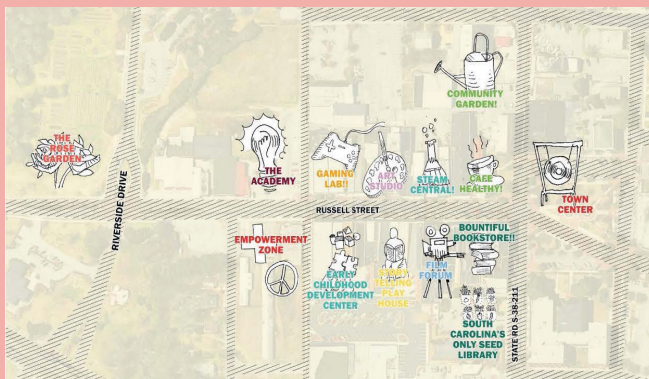 COMMUNITY
GARDEN!
THE
ROSE
GARDEN
THE
ACADEMY
GAMING
LAB!!
ART
STUDIO
STEAM
CENTRAL!
CAFE
HEALTHY!
TOWN
CENTER
RIVERSIDE DRIVE
RUSSELL STREET
EMPOWERMENT
ZONE
EARLY
CHILDHOOD
DEVELOPMENT
CENTER
STORY
TELLING
PLAY
HOUSE
FILM
FORUM
BOUNTIFUL
BOOKSTORE!!
SOUTH
CAROLINA'S
ONLY SEED
LIBRARY
STATE RD S-38-211